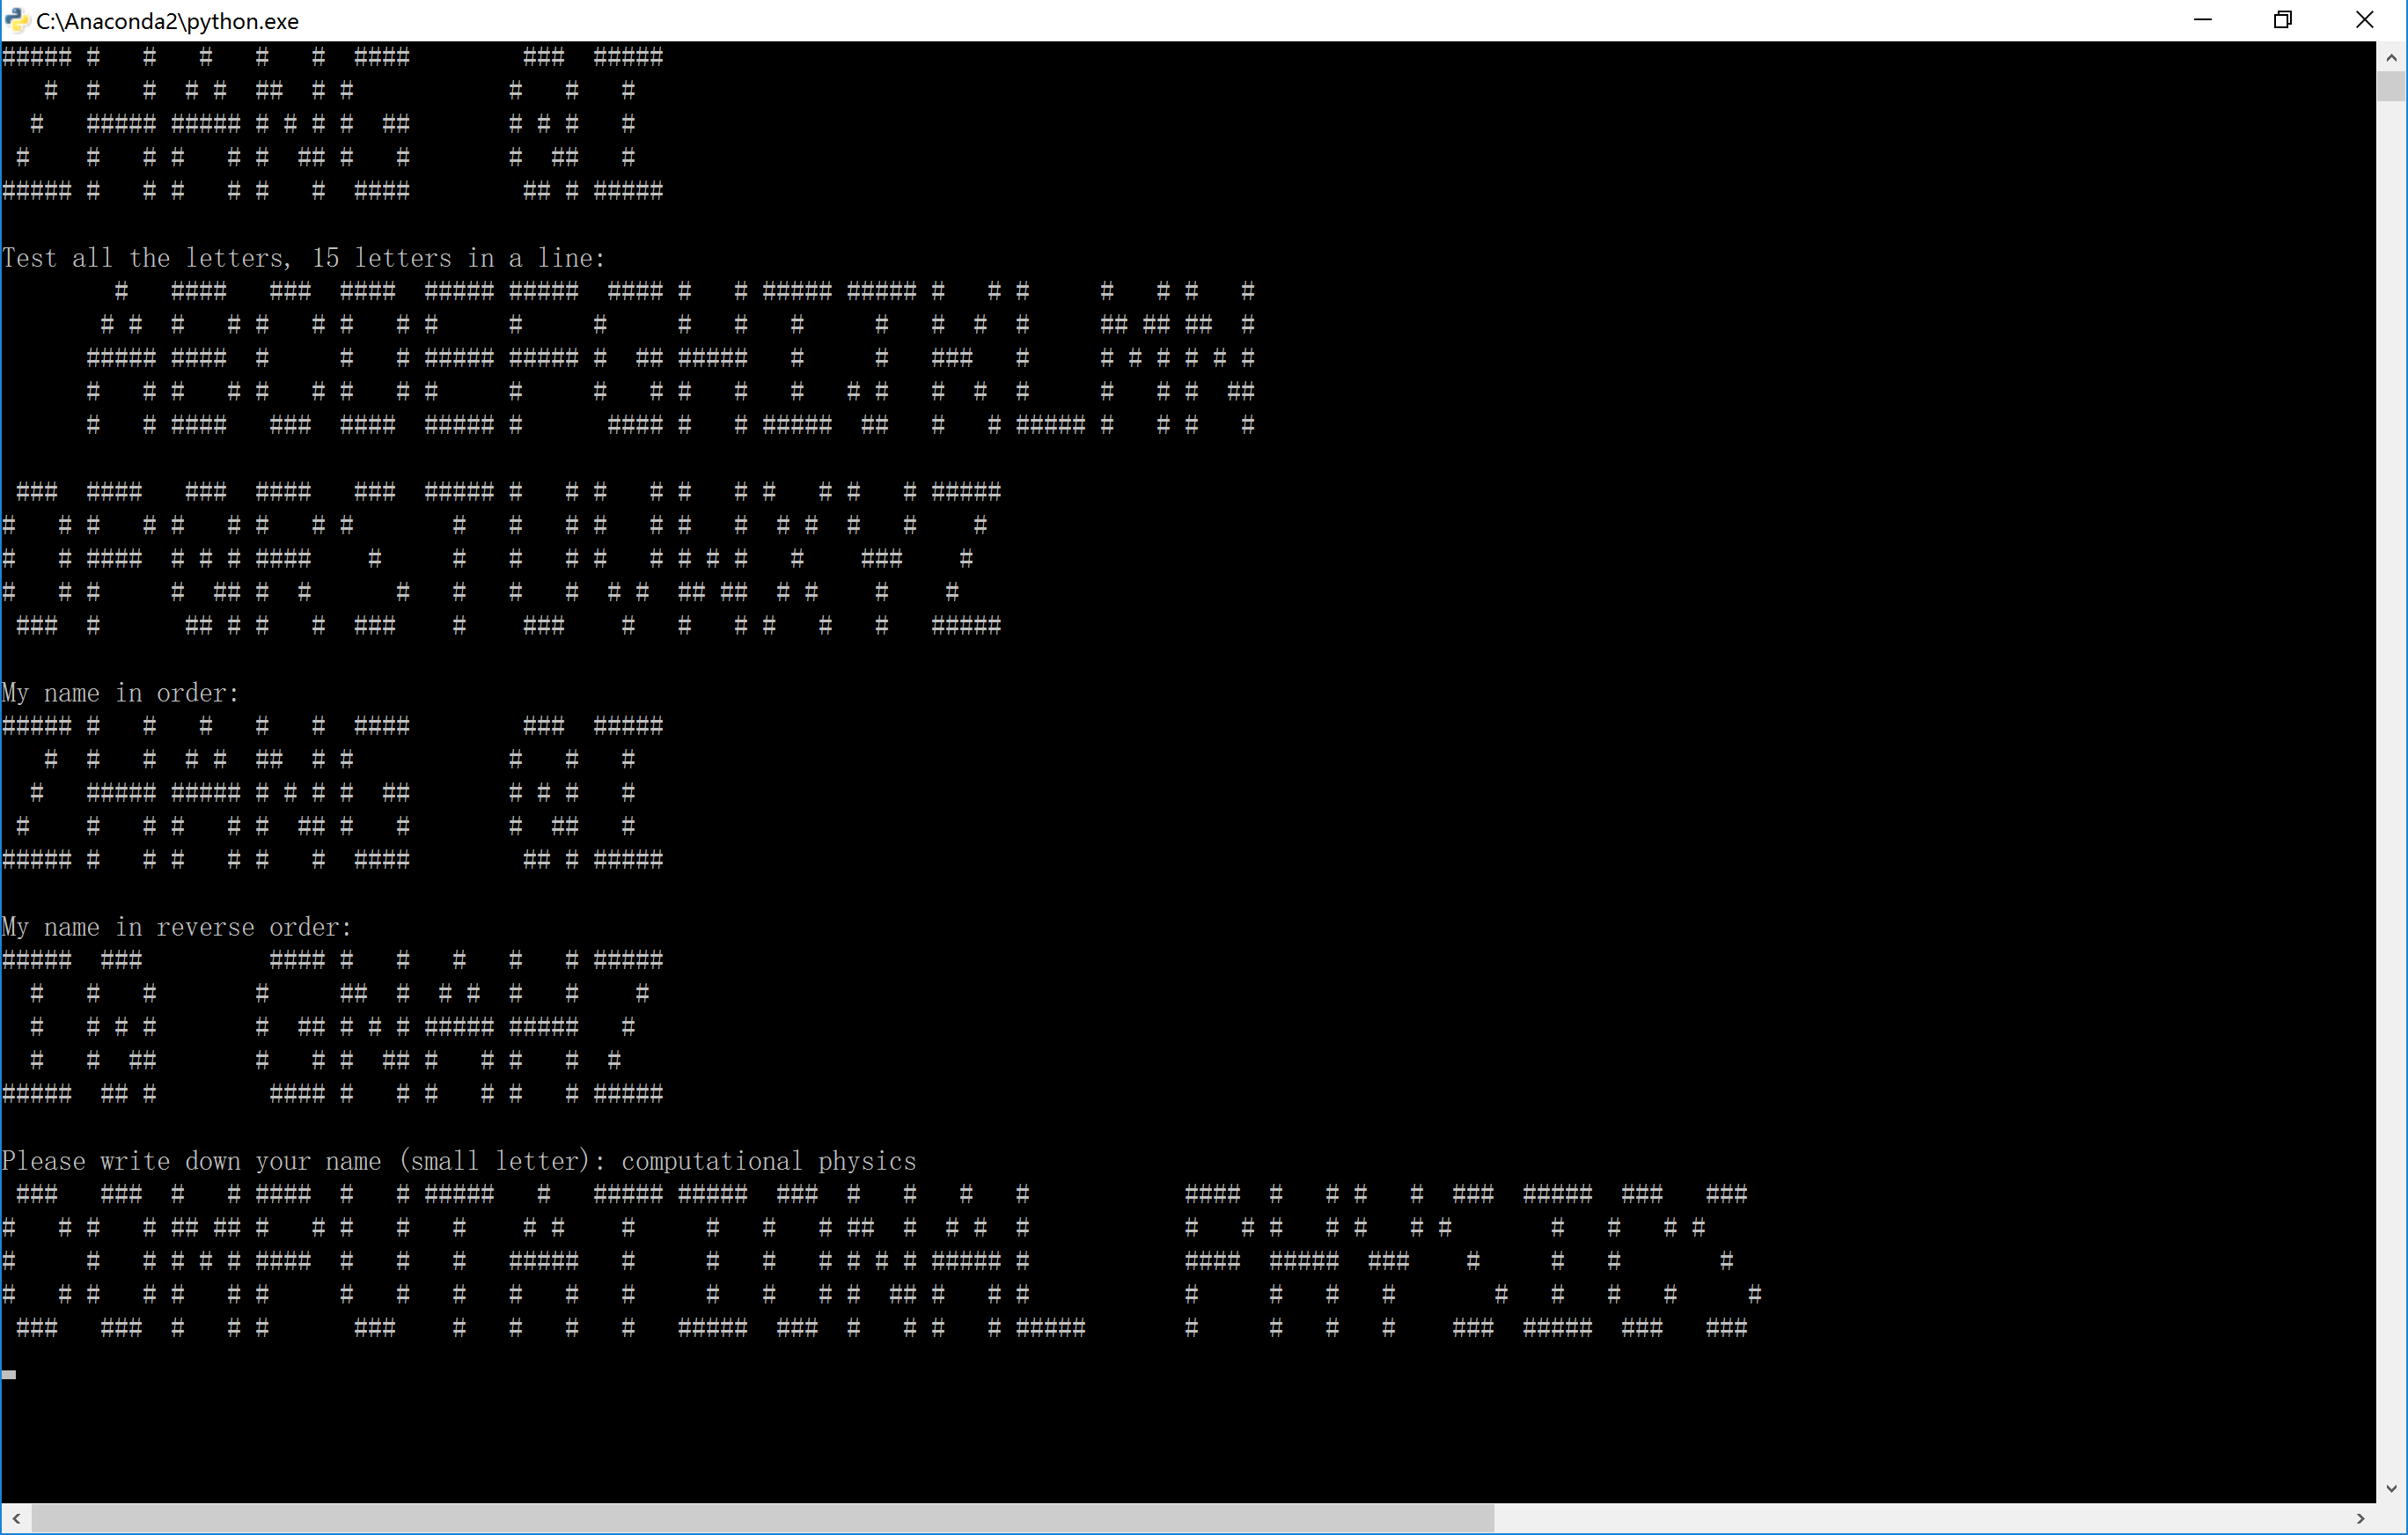 C:\Anaconda2\python.exe
##### #   #   #   #   #  ####        ###  #####
   #  #   #  # #  ##  # #           #   #   #
  #   ##### ##### # # # #  ##       # # #   #
 #    #   # #   # #  ## #   #       #  ##   #
##### #   # #   # #   #  ####        ## # #####
Test all the letters, 15 letters in a line:
        #   ####   ###  ####  ##### #####  #### #   # ##### ##### #   # #     #   # #   #
       # #  #   # #   # #   # #     #     #     #   #   #     #   #  #  #     ## ## ##  #
      ##### ####  #     #   # ##### ##### #  ## #####   #     #   ###   #     # # # # # #
      #   # #   # #   # #   # #     #     #   # #   #   #   # #   #  #  #     #   # #  ##
      #   # ####   ###  ####  ##### #      #### #   # #####  ##   #   # ##### #   # #   #
 ###  ####   ###  ####   ###  ##### #   # #   # #   # #   # #   # #####
#   # #   # #   # #   # #       #   #   # #   # #   #  # #  #   #    #
#   # ####  # # # ####    #     #   #   # #   # # # #   #    ###    #
#   # #     #  ## #  #      #   #   #   #  # #  ## ##  # #    #    #
 ###  #      ## # #   #  ###    #    ###    #   #   # #   #   #   #####
My name in order:
##### #   #   #   #   #  ####        ###  #####
   #  #   #  # #  ##  # #           #   #   #
  #   ##### ##### # # # #  ##       # # #   #
 #    #   # #   # #  ## #   #       #  ##   #
##### #   # #   # #   #  ####        ## # #####
My name in reverse order:
#####  ###         #### #   #   #   #   # #####
  #   #   #       #     ##  #  # #  #   #    #
  #   # # #       #  ## # # # ##### #####   #
  #   #  ##       #   # #  ## #   # #   #  #
#####  ## #        #### #   # #   # #   # #####
Please write down your name (small letter): computational physics
 ###   ###  #   # ####  #   # #####   #   ##### #####  ###  #   #   #   #           ####  #   # #   #  ###  #####  ###   ###
#   # #   # ## ## #   # #   #   #    # #    #     #   #   # ##  #  # #  #           #   # #   # #   # #       #   #   # #
#     #   # # # # ####  #   #   #   #####   #     #   #   # # # # ##### #           ####  #####  ###    #     #   #       #
#   # #   # #   # #     #   #   #   #   #   #     #   #   # #  ## #   # #           #     #   #   #       #   #   #   #     #
 ###   ###  #   # #      ###    #   #   #   #   #####  ###  #   # #   # #####       #     #   #   #    ###  #####  ###   ###